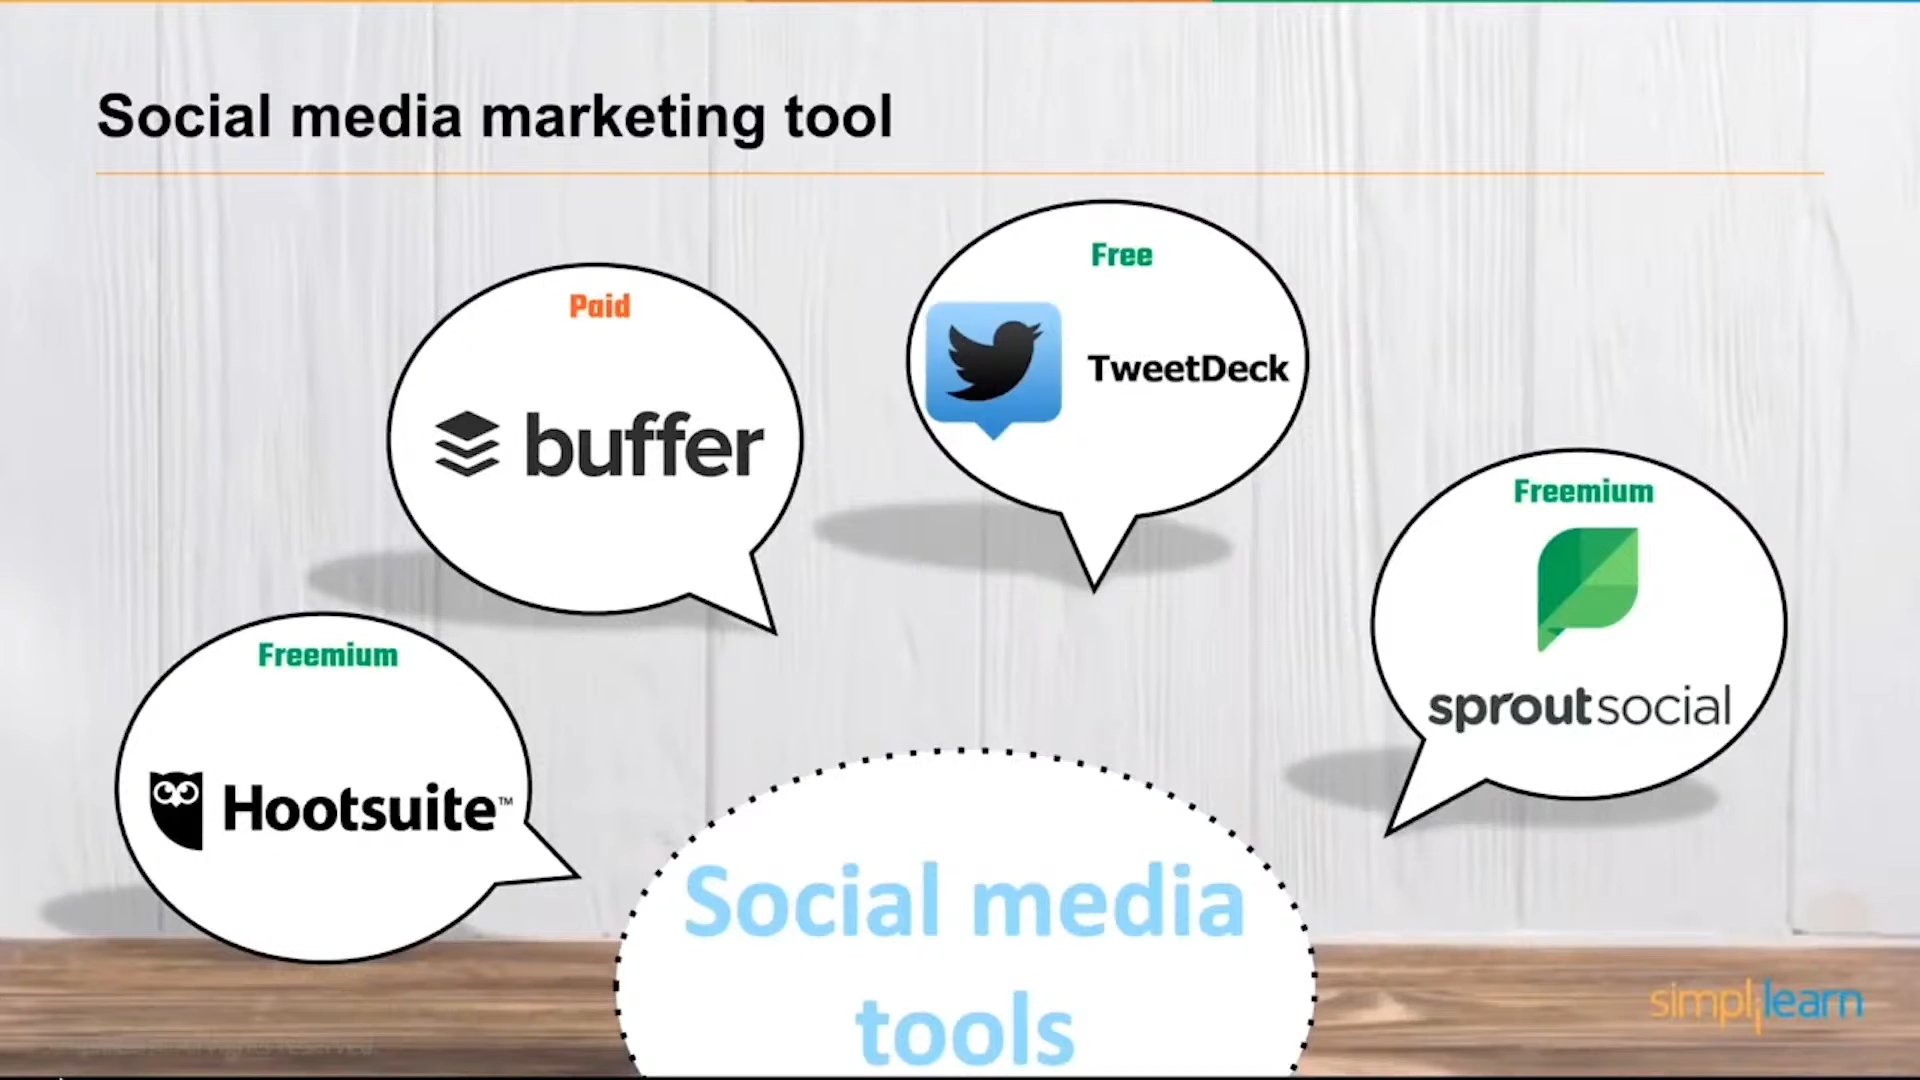 Social media marketing tool
Free
TweetDeck
Paid
buffer
Freemium
sproutsocial
Freemium
Hootsuite™
Social media
tools
simplilearn